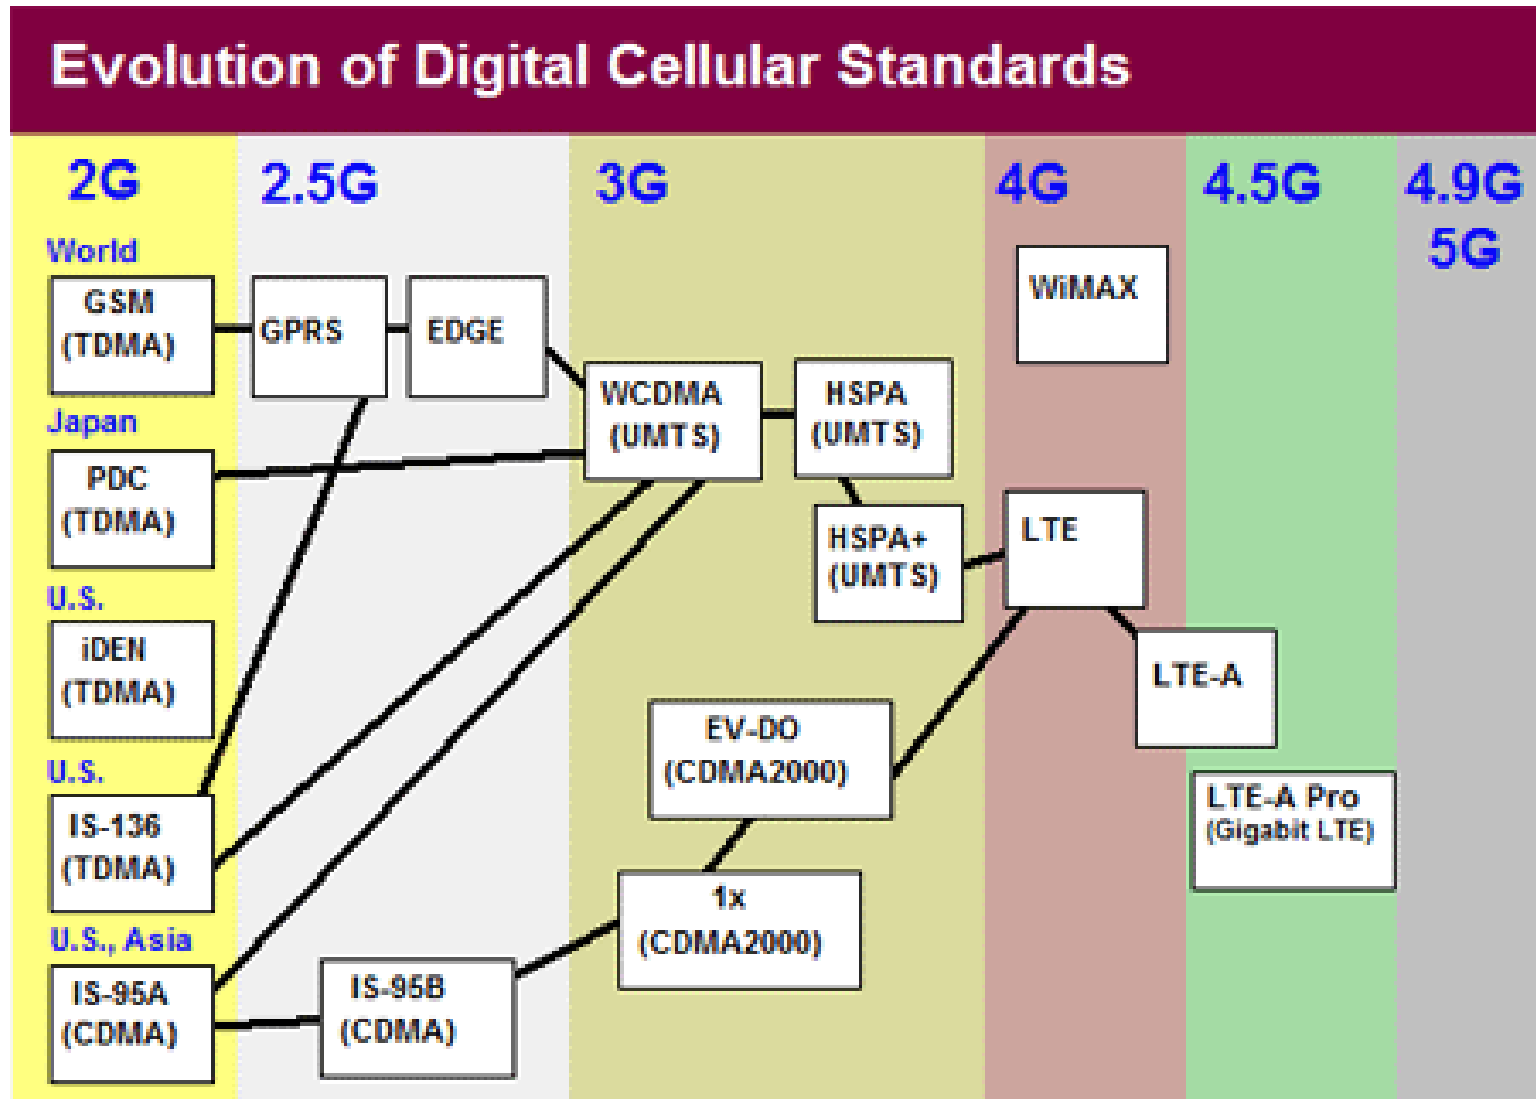 Evolution of Digital Cellular Standards
2G
2.5G
3G
4G
4.5G
4.9G
5G
World
GSM
(TDMA)
GPRS
EDGE
WCDMA
(UMTS)
HSPA
(UMTS)
HSPA+
(UMTS)
WiMAX
LTE
LTE-A
LTE-A Pro
(Gigabit LTE)
Japan
PDC
(TDMA)
U.S.
iDEN
(TDMA)
U.S.
IS-136
(TDMA)
EV-DO
(CDMA2000)
1x
(CDMA2000)
U.S., Asia
IS-95A
(CDMA)
IS-95B
(CDMA)